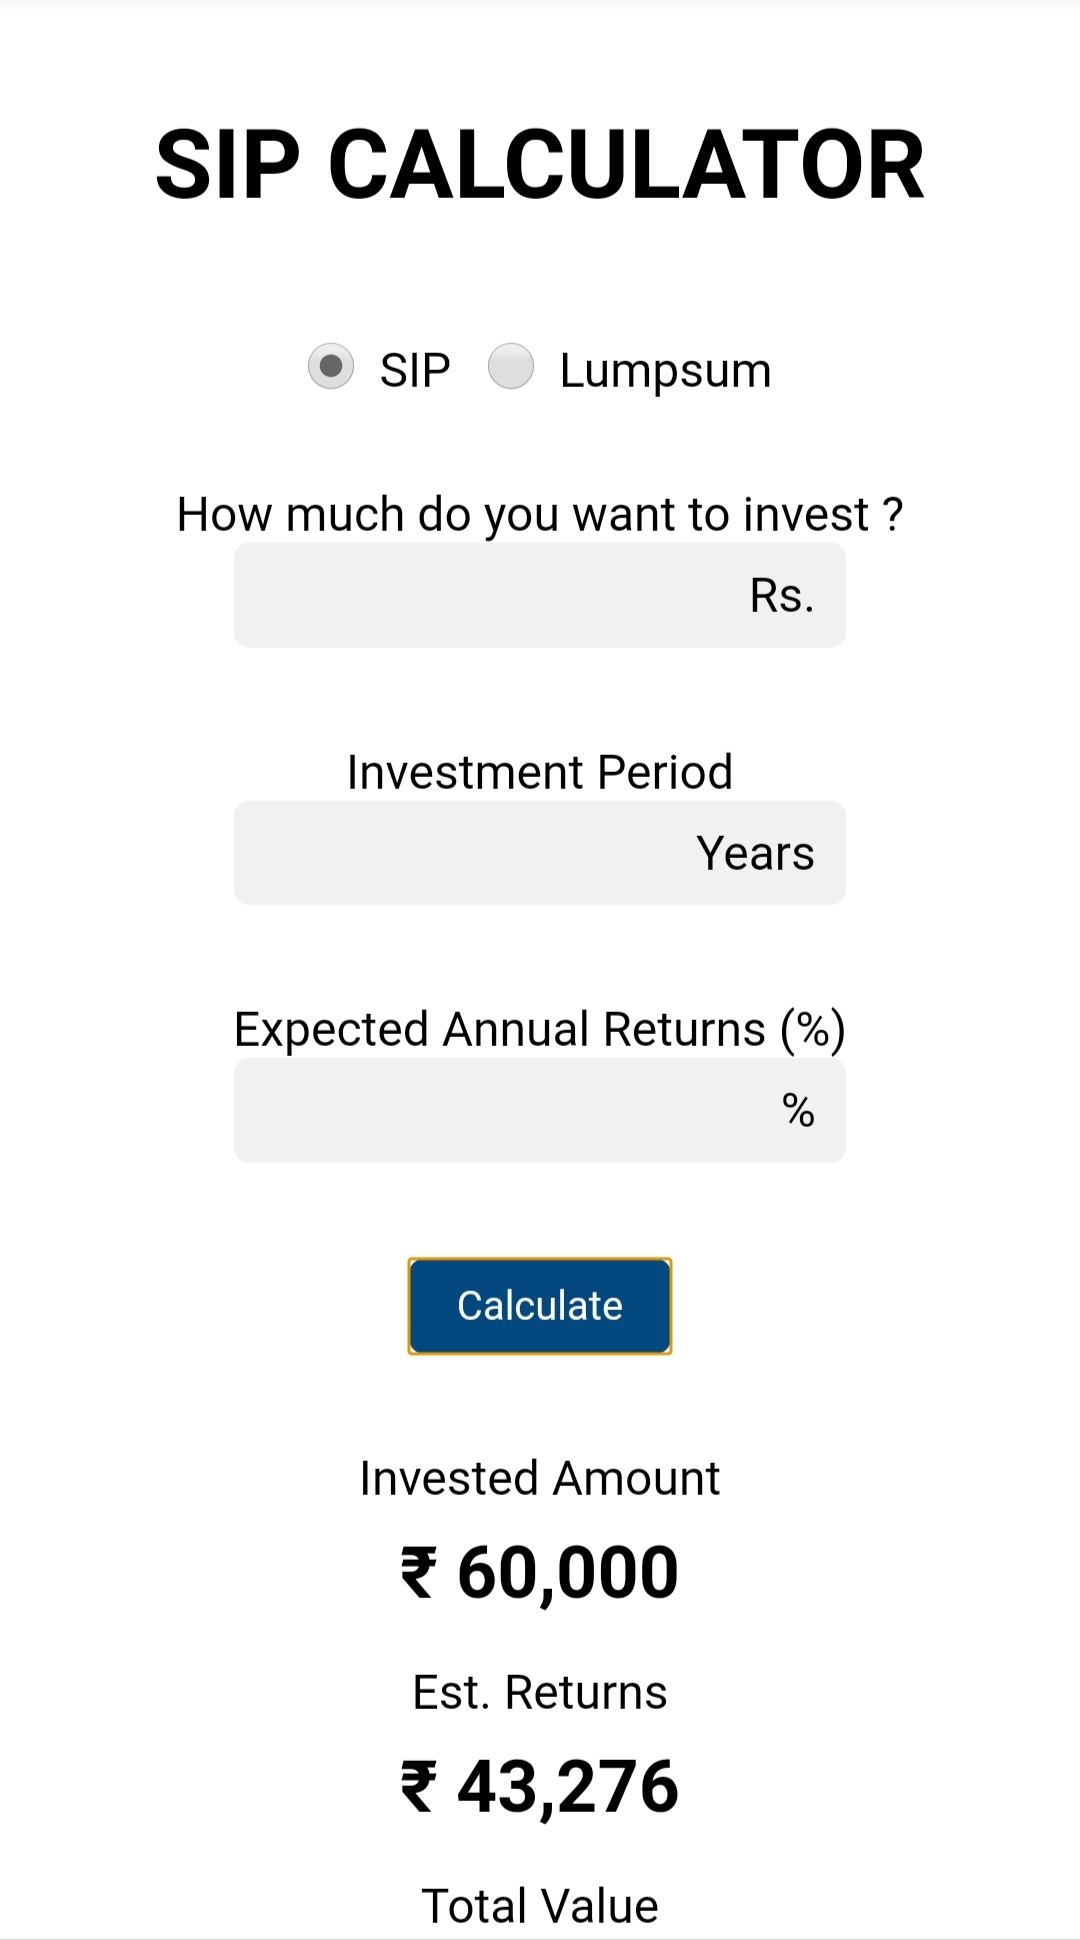 SIP CALCULATOR
SIP Lumpsum
How much do you want to invest ?
Rs.
Investment Period
Years
Expected Annual Returns (%)
%
Calculate
Invested Amount
₹ 60,000
Est. Returns
₹ 43,276
Total Value